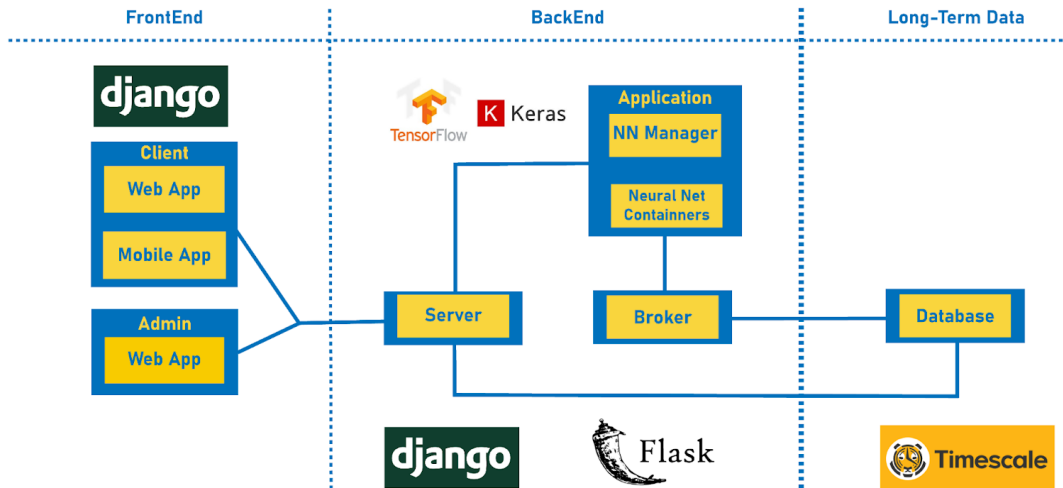 FrontEnd
BackEnd
Long-Term Data
django
TensorFlow
K Keras
Application
NN Manager
Neural Net
Containners
Client
Web App
Mobile App
Admin
Web App
Server
Broker
Database
django
Flask
Timescale